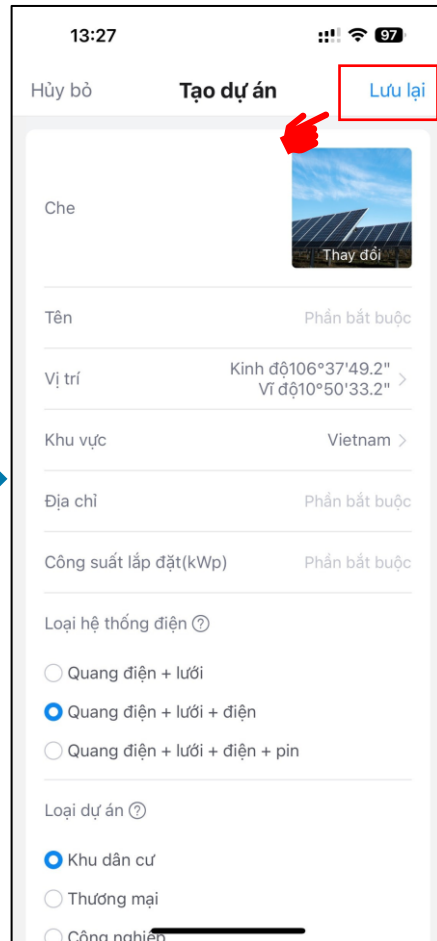 13:27
97
Hủy bỏ
Tạo dự án
Lưu lại
Che
Thay đổi
Tên
Phần bắt buộc
Vị trí
Kinh độ106°37'49.2"
Vĩ độ10°50'33.2"
Khu vực
Vietnam
Địa chỉ
Phần bắt buộc
Công suất lắp đặt(kWp)
Phần bắt buộc
Loại hệ thống điện
Quang điện + lưới
Quang điện + lưới + điện
Quang điện + lưới + điện + pin
Loại dự án
Khu dân cư
Thương mại
Công nghiệp